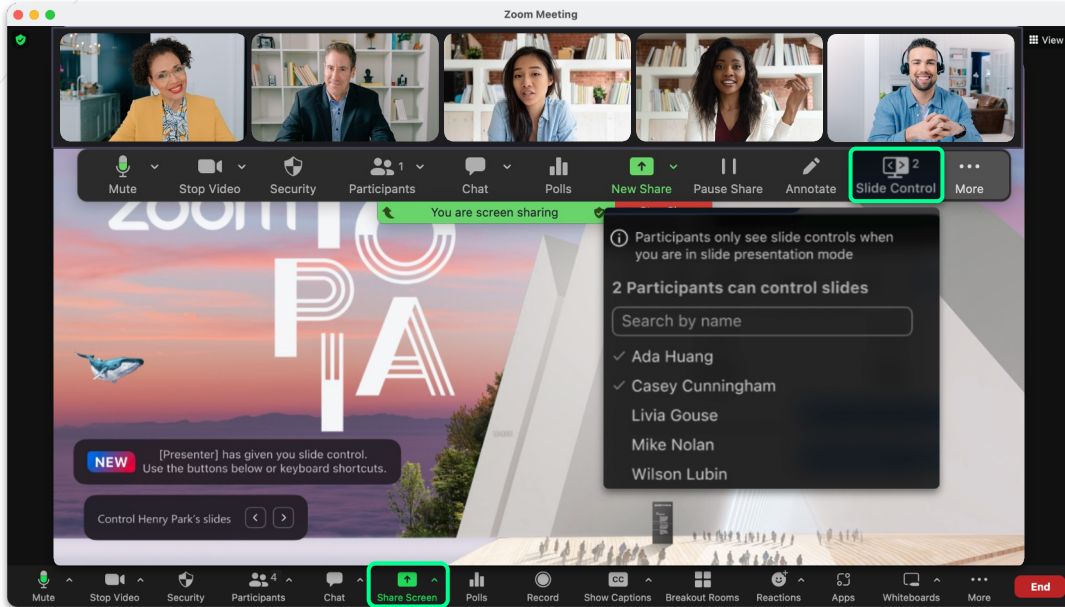 Zoom Meeting
View
1
2
Mute
Stop Video
Security
Participants
Chat
Polls
New Share
Pause Share
Annotate
Slide Control
More
You are screen sharing
zoom
TOPIA
Participants only see slide controls when
you are in slide presentation mode
2 Participants can control slides
Search by name
Ada Huang
Casey Cunningham
Livia Gouse
Mike Nolan
Wilson Lubin
NEW
[Presenter] has given you slide control.
Use the buttons below or keyboard shortcuts.
Control Henry Park's slides
4
CC
Mute
Stop Video
Security
Participants
Chat
Share Screen
Polls
Record
Show Captions
Breakout Rooms
Reactions
Apps
Whiteboards
More
End